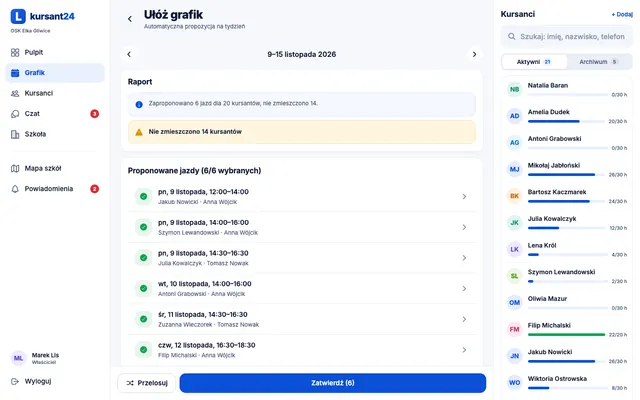 L kursant24
OSK Elka Gliwice
Pulpit
Grafik
Kursanci
Czat 3
Szkoła
Mapa szkół
Powiadomienia 2
ML Marek Lis
Właściciel
Wyloguj
Ułóż grafik
Automatyczna propozycja na tydzień
9–15 listopada 2026
Raport
Zaproponowano 6 jazd dla 20 kursantów, nie zmieszczono 14.
Nie zmieszczono 14 kursantów
Proponowane jazdy (6/6 wybranych)
pn, 9 listopada, 12:00–14:00
Jakub Nowicki · Anna Wójcik
pn, 9 listopada, 14:00–16:00
Szymon Lewandowski · Anna Wójcik
pn, 9 listopada, 14:30–16:30
Julia Kowalczyk · Tomasz Nowak
wt, 10 listopada, 14:00–16:00
Antoni Grabowski · Anna Wójcik
śr, 11 listopada, 14:30–16:30
Zuzanna Wieczorek · Tomasz Nowak
czw, 12 listopada, 16:30–18:30
Filip Michalski · Anna Wójcik
Przelosuj
Zatwierdź (6)
Kursanci
+ Dodaj
Szukaj: imię, nazwisko, telefon
Aktywni 21
Archiwum 5
NB Natalia Baran
0/30 h
AD Amelia Dudek
20/30 h
AG Antoni Grabowski
0/30 h
MJ Mikołaj Jabłoński
26/30 h
BK Bartosz Kaczmarek
24/30 h
JK Julia Kowalczyk
12/30 h
LK Lena Król
4/30 h
SL Szymon Lewandowski
2/30 h
OM Oliwia Mazur
0/30 h
FM Filip Michalski
22/20 h
JN Jakub Nowicki
26/30 h
WO Wiktoria Ostrowska
8/30 h